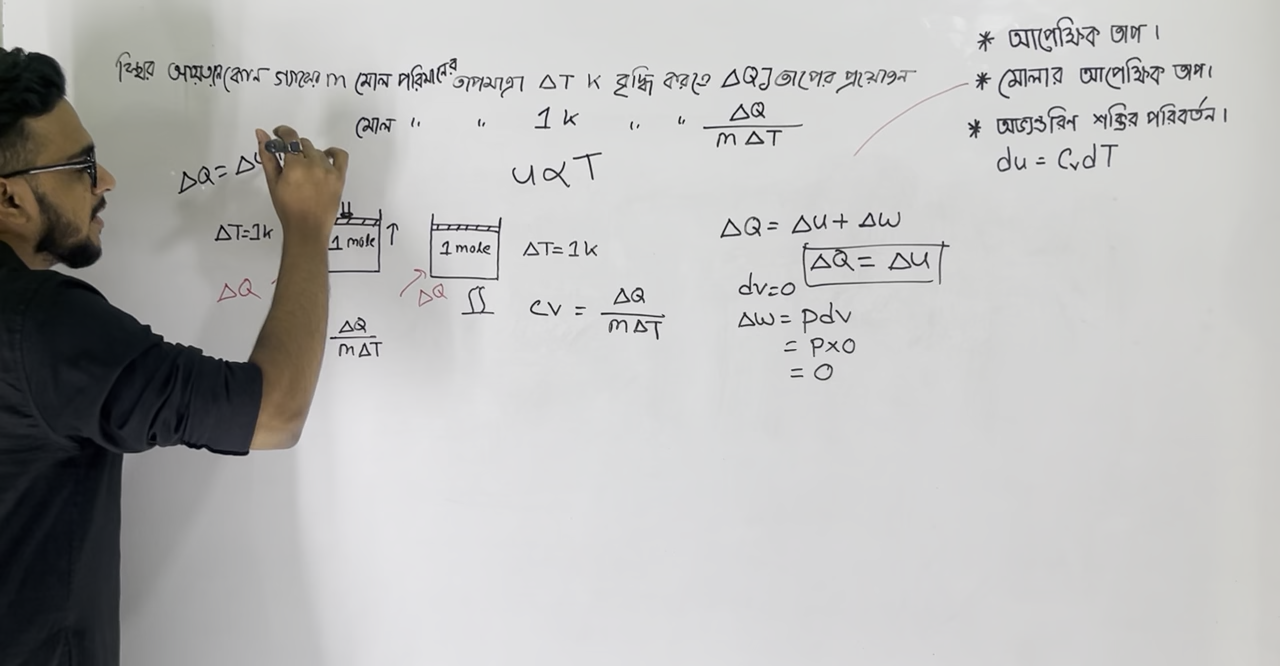 স্থির আয়তনে কোন গ্যাসের m মোল পরিমানের তাপমাত্রা ΔT K বৃদ্ধি করতে ΔQ J তাপের প্রয়োজন
মোল " " 1 K " " ΔQ / mΔT
ΔQ = Δu
u ∝ T
ΔT=1k
1 mole ↑
ΔQ
ΔQ / mΔT
1 mole
ΔT=1k
ΔQ
cv = ΔQ / mΔT
ΔQ = Δu + Δw
ΔQ = Δu
dv=0
Δw = pdv
= p×0
= 0
* আপেক্ষিক তাপ।
* মোলার আপেক্ষিক তাপ।
* অভ্যন্তরিণ শক্তির পরিবর্তন।
du = CvdT